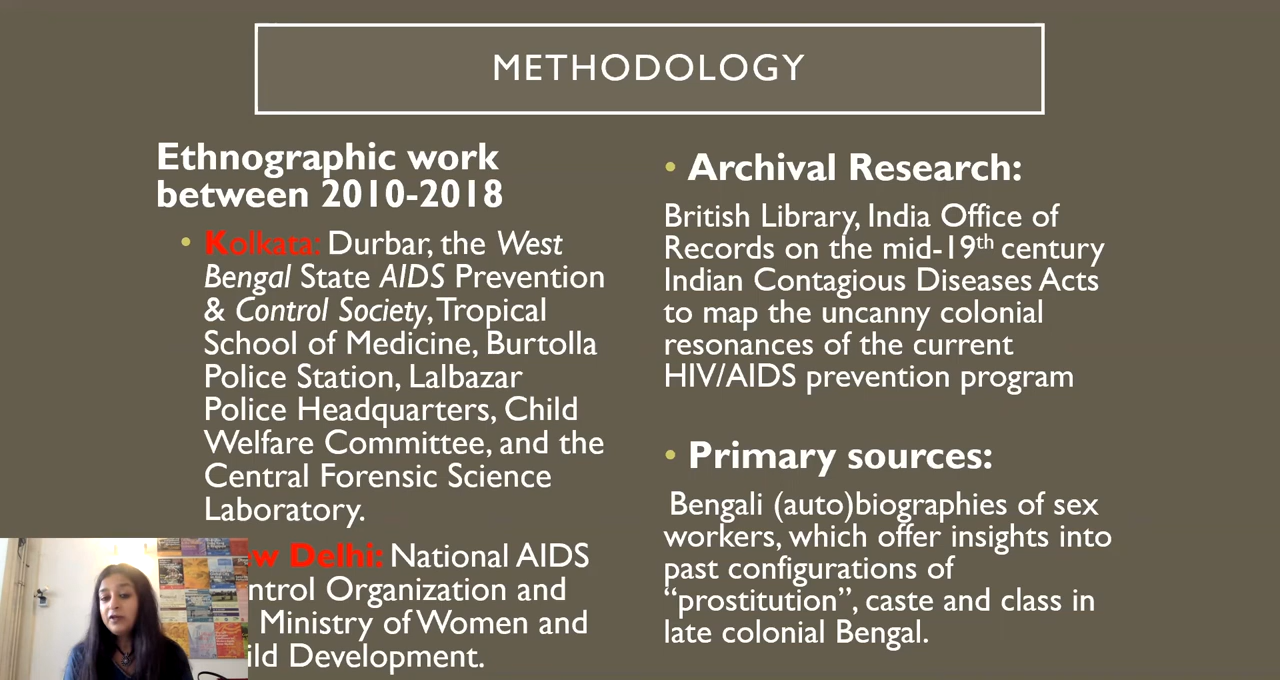 METHODOLOGY
Ethnographic work
between 2010-2018
• Kolkata: Durbar, the West
Bengal State AIDS Prevention
& Control Society, Tropical
School of Medicine, Burtolla
Police Station, Lalbazar
Police Headquarters, Child
Welfare Committee, and the
Central Forensic Science
Laboratory.
Delhi: National AIDS
Organization and
Ministry of Women and
Development.
• Archival Research:
British Library, India Office of
Records on the mid-19th century
Indian Contagious Diseases Acts
to map the uncanny colonial
resonances of the current
HIV/AIDS prevention program
• Primary sources:
Bengali (auto)biographies of sex
workers, which offer insights into
past configurations of
“prostitution”, caste and class in
late colonial Bengal.